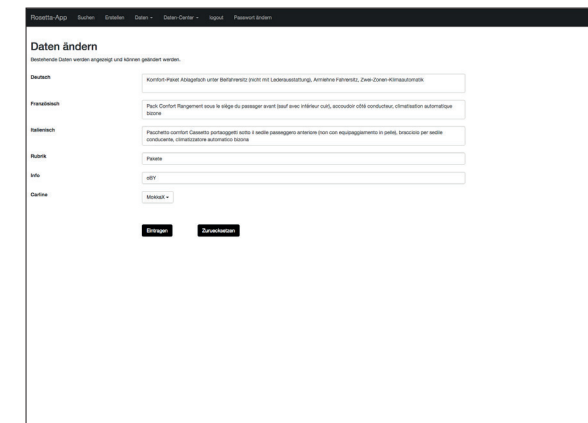 Rosetta-App Suchen Erstellen Daten Daten-Center logout Passwort ändern
Daten ändern
Bestehende Daten werden angezeigt und können geändert werden.
Deutsch
Komfort-Paket Ablagefach unter Beifahrersitz (nicht mit Lederausstattung), Armlehne Fahrersitz, Zwei-Zonen-Klimaautomatik
Französisch
Pack Confort Rangement sous le siège du passager avant (sauf avec intérieur cuir), accoudoir côté conducteur, climatisation automatique
bizone
Italienisch
Pacchetto comfort Cassetto portaoggetti sotto il sedile passeggero anteriore (non con equipaggiamento in pelle), bracciolo per sedile
conducente, climatizzatore automatico bizona
Rubrik
Pakete
Info
eBY
Carline
MokkaX
Eintragen Zuruecksetzen